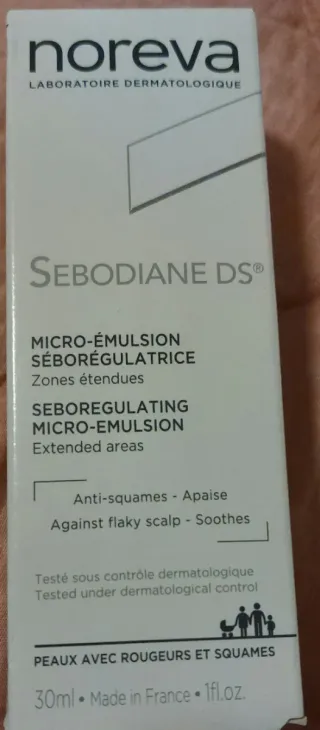 noreva
LABORATOIRE DERMATOLOGIQUE
SEBODIANE DS®
MICRO-ÉMULSION
SÉBORÉGULATRICE
Zones étendues
SEBOREGULATING
MICRO-EMULSION
Extended areas
Anti-squames - Apaise
Against flaky scalp - Soothes
Testé sous contrôle dermatologique
Tested under dermatological control
PEAUX AVEC ROUGEURS ET SQUAMES
30ml • Made in France • 1fl.oz.